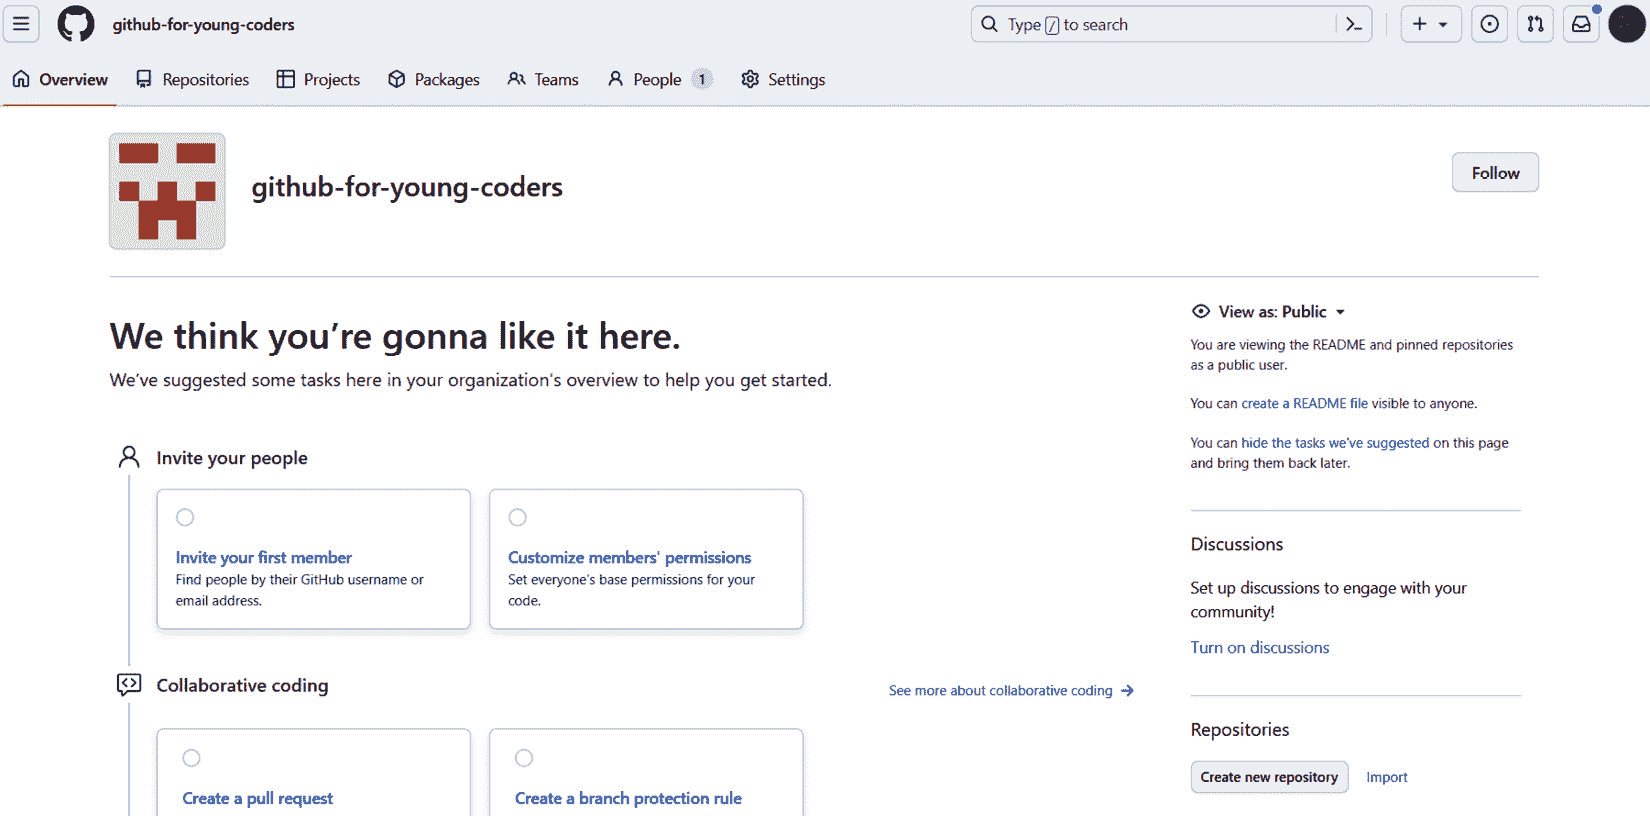 github-for-young-coders
Type / to search
Overview
Repositories
Projects
Packages
Teams
People 1
Settings
github-for-young-coders
Follow
We think you’re gonna like it here.
We’ve suggested some tasks here in your organization's overview to help you get started.
Invite your people
Invite your first member
Find people by their GitHub username or
email address.
Customize members' permissions
Set everyone's base permissions for your
code.
Collaborative coding
See more about collaborative coding →
Create a pull request
Create a branch protection rule
View as: Public
You are viewing the README and pinned repositories
as a public user.
You can create a README file visible to anyone.
You can hide the tasks we've suggested on this page
and bring them back later.
Discussions
Set up discussions to engage with your
community!
Turn on discussions
Repositories
Create new repository
Import